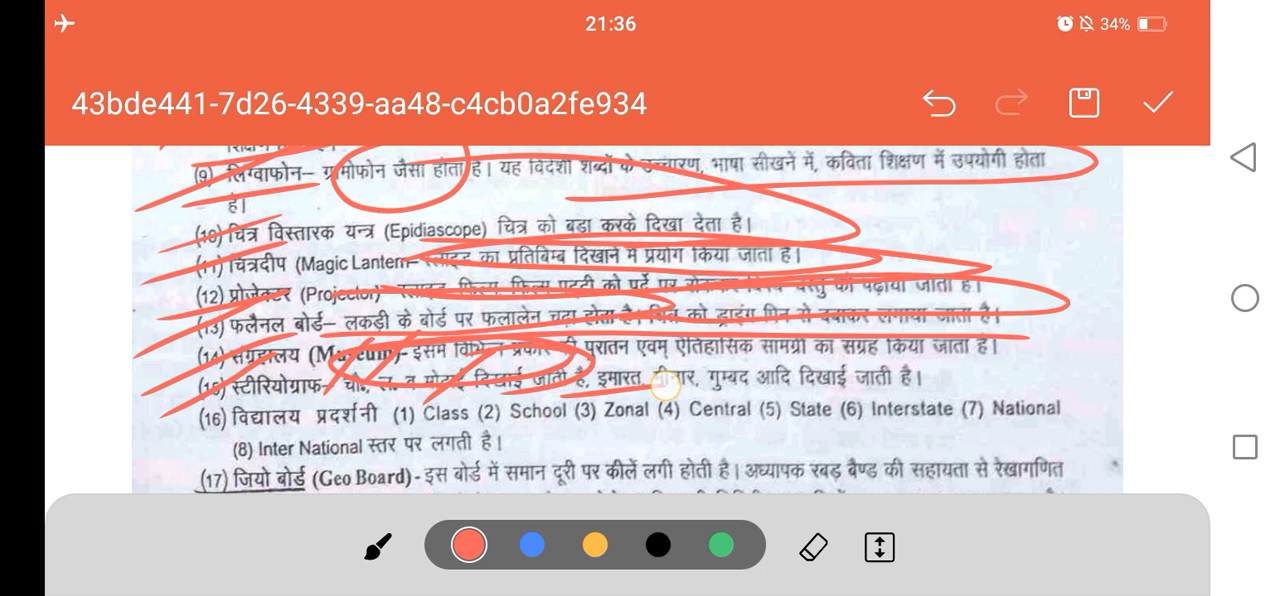 21:36
34%
43bde441-7d26-4339-aa48-c4cb0a2fe934
(9) लिंग्वाफोन– ग्रामोफोन जैसा होता है। यह विदेशी शब्दों के उच्चारण, भाषा सीखने में, कविता शिक्षण में उपयोगी होता
है।
(10) चित्र विस्तारक यन्त्र (Epidiascope) चित्र को बड़ा करके दिखा देता है।
(11) चित्रदीप (Magic Lantern– स्लाइड का प्रतिबिम्ब दिखाने में प्रयोग किया जाता है।
(12) प्रोजेक्टर (Projector)– स्लाइड, फिल्म, फिल्म पट्टी को पर्दे पर वस्तु को पढ़ाया जाता है।
(13) फलैनल बोर्ड– लकड़ी के बोर्ड पर फलालेन चढ़ा होता है। चित्र को ड्राइंग पिन से दबाकर लगाया जाता है।
(14) संग्रहालय (Museum)- इसमें विभिन्न प्रकार की पुरातन एवम् ऐतिहासिक सामग्री का संग्रह किया जाता है।
(15) स्टीरियोग्राफ- व मोटाई दिखाई जाती है, इमारत, मीनार, गुम्बद आदि दिखाई जाती है।
(16) विद्यालय प्रदर्शनी (1) Class (2) School (3) Zonal (4) Central (5) State (6) Interstate (7) National
(8) Inter National स्तर पर लगती है।
(17) जियो बोर्ड (Geo Board)- इस बोर्ड में समान दूरी पर कीलें लगी होती है। अध्यापक रबड़ बैण्ड की सहायता से रेखागणित